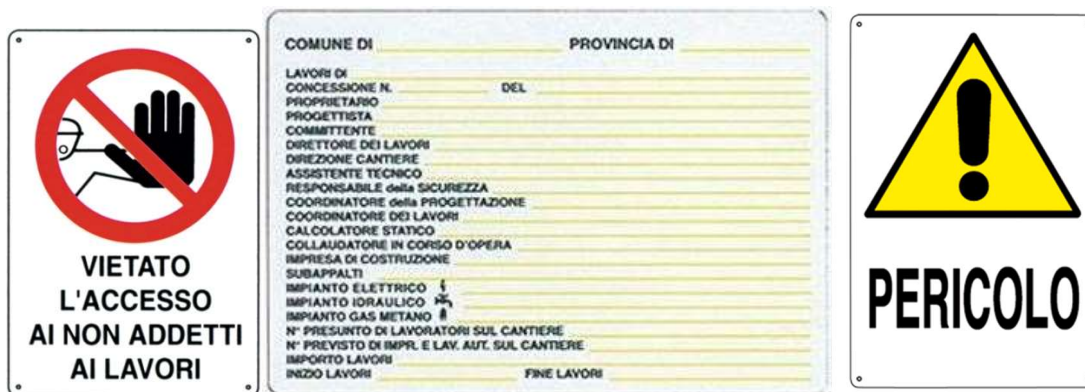 VIETATO
L'ACCESSO
AI NON ADDETTI
AI LAVORI
COMUNE DI PROVINCIA DI
LAVORI DI
CONCESSIONE N. DEL
PROPRIETARIO
PROGETTISTA
COMMITTENTE
DIRETTORE DEI LAVORI
DIREZIONE CANTIERE
ASSISTENTE TECNICO
RESPONSABILE della SICUREZZA
COORDINATORE della PROGETTAZIONE
COORDINATORE DEI LAVORI
CALCOLATORE STATICO
COLLAUDATORE IN CORSO D'OPERA
IMPRESA DI COSTRUZIONE
SUBAPPALTI
IMPIANTO ELETTRICO
IMPIANTO IDRAULICO
IMPIANTO GAS METANO
N° PRESUNTO DI LAVORATORI SUL CANTIERE
N° PREVISTO DI IMPR. E LAV. AUT. SUL CANTIERE
IMPORTO LAVORI
INIZIO LAVORI FINE LAVORI
PERICOLO